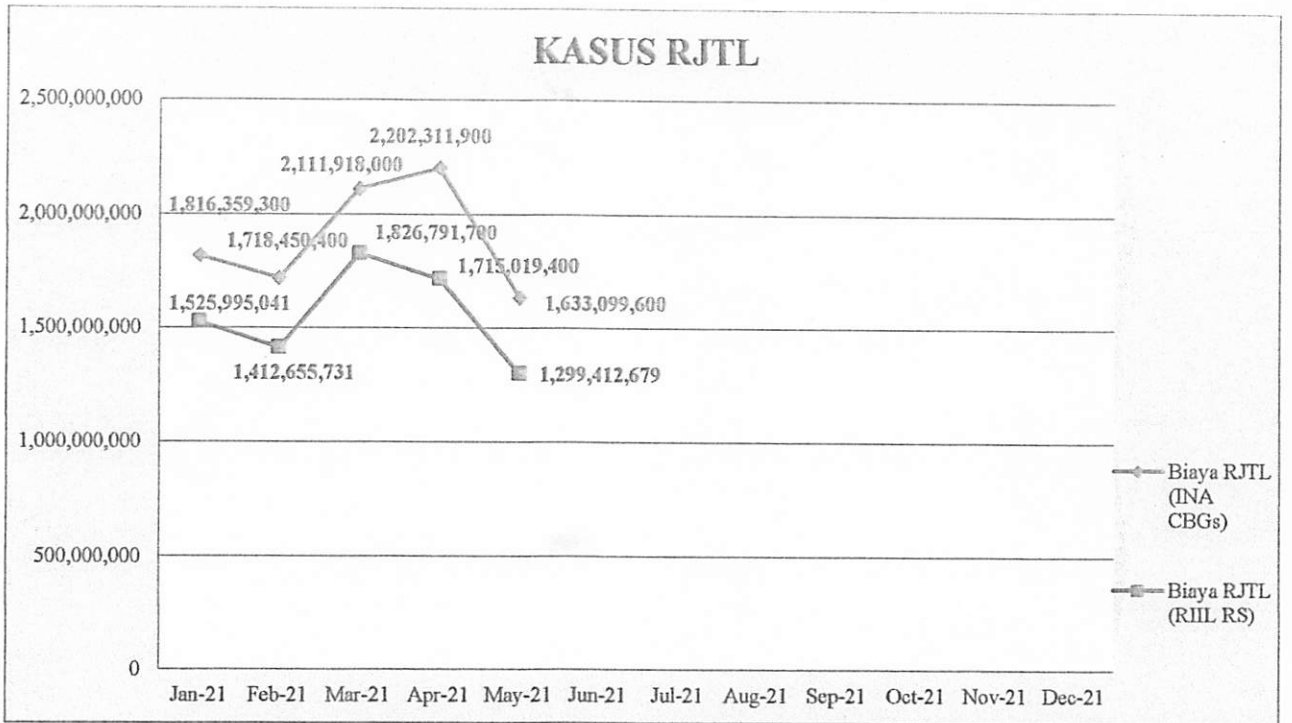 KASUS RJTL
2,500,000,000
2,202,311,900
2,111,918,000
2,000,000,000
1,816,359,300
1,718,450,400
1,826,791,700
1,715,019,400
1,525,995,041
1,633,099,600
1,500,000,000
1,412,655,731
1,299,412,679
1,000,000,000
500,000,000
0
Jan-21 Feb-21 Mar-21 Apr-21 May-21 Jun-21 Jul-21 Aug-21 Sep-21 Oct-21 Nov-21 Dec-21
Biaya RJTL
(INA
CBGs)
Biaya RJTL
(RIIL RS)